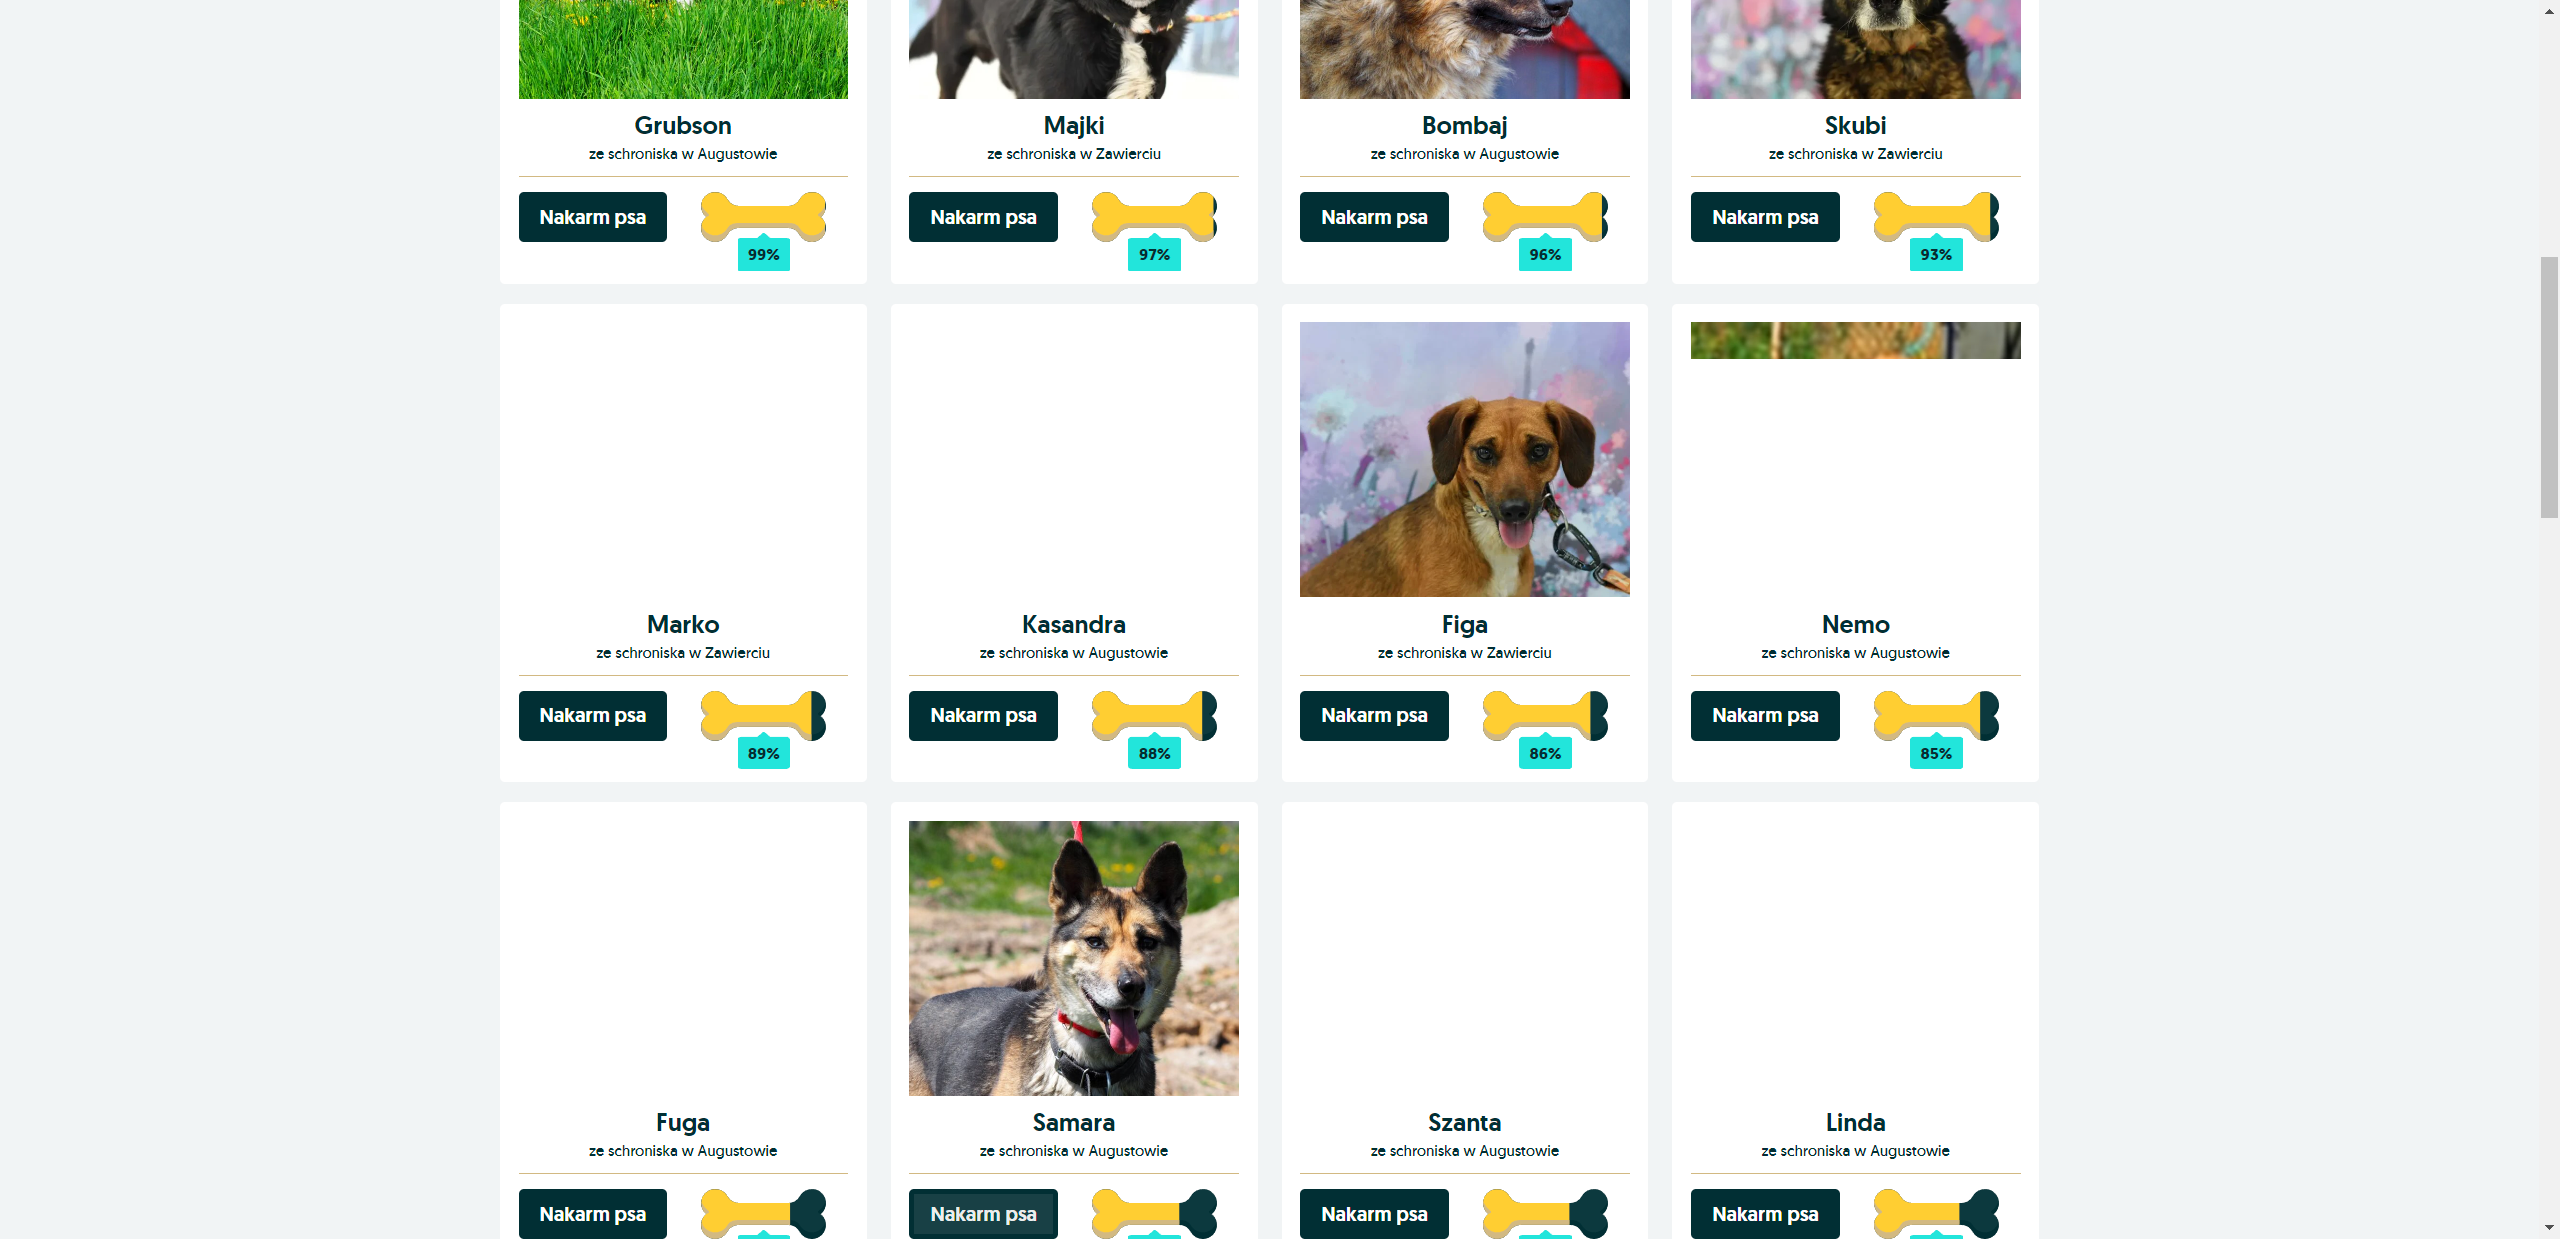 Grubson
ze schroniska w Augustowie
Nakarm psa
99%
Majki
ze schroniska w Zawierciu
Nakarm psa
97%
Bombaj
ze schroniska w Augustowie
Nakarm psa
96%
Skubi
ze schroniska w Zawierciu
Nakarm psa
93%
Marko
ze schroniska w Zawierciu
Nakarm psa
89%
Kasandra
ze schroniska w Augustowie
Nakarm psa
88%
Figa
ze schroniska w Zawierciu
Nakarm psa
86%
Nemo
ze schroniska w Augustowie
Nakarm psa
85%
Fuga
ze schroniska w Augustowie
Nakarm psa
Samara
ze schroniska w Augustowie
Nakarm psa
Szanta
ze schroniska w Augustowie
Nakarm psa
Linda
ze schroniska w Augustowie
Nakarm psa